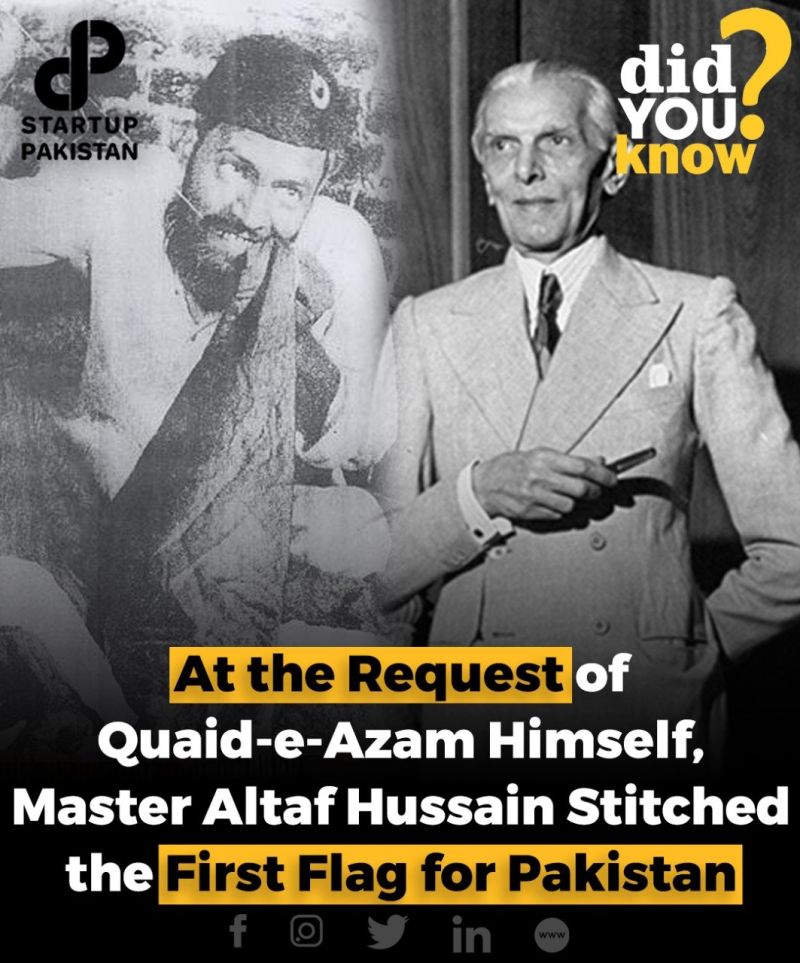 STARTUP
PAKISTAN
did
YOU?
know
At the Request of
Quaid-e-Azam Himself,
Master Altaf Hussain Stitched
the First Flag for Pakistan
www